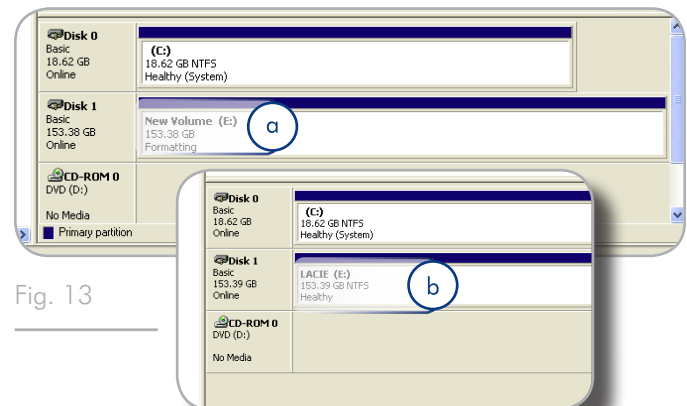 Disk 0
Basic
18.62 GB
Online
(C:)
18.62 GB NTFS
Healthy (System)
Disk 1
Basic
153.38 GB
Online
New Volume (E:)
153.38 GB
Formatting
a
CD-ROM 0
DVD (D:)
No Media
Primary partition
Disk 0
Basic
18.62 GB
Online
(C:)
18.62 GB NTFS
Healthy (System)
Disk 1
Basic
153.39 GB
Online
LACIE (E:)
153.39 GB NTFS
Healthy
b
CD-ROM 0
DVD (D:)
No Media
Fig. 13